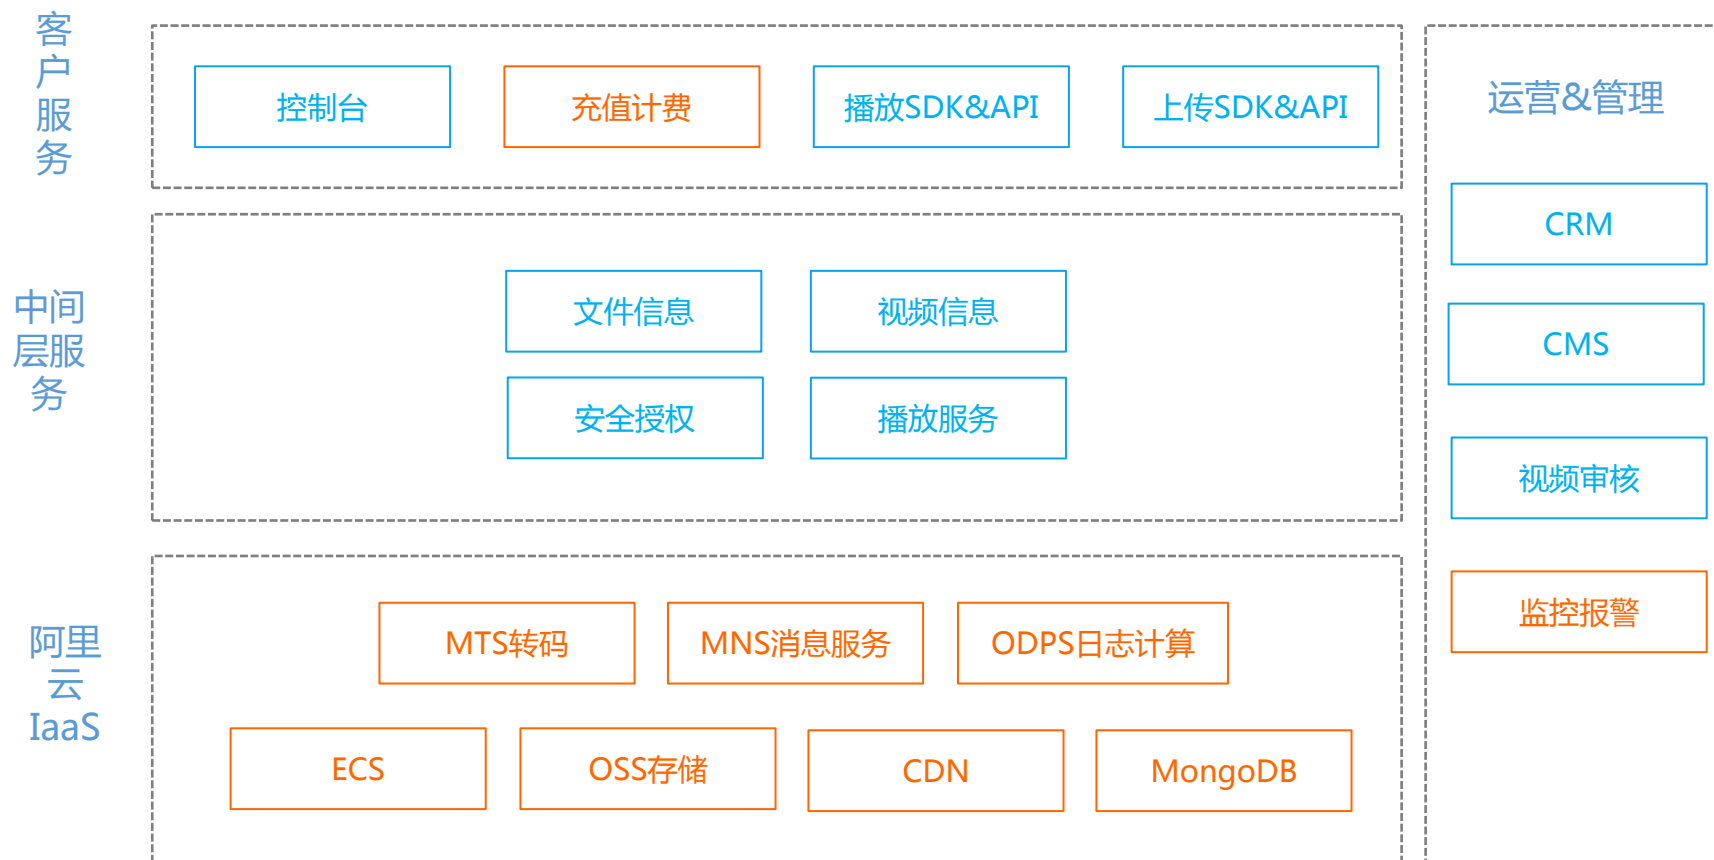 客
户
服
务
控制台
充值计费
播放SDK&API
上传SDK&API
中间
层服
务
文件信息
视频信息
安全授权
播放服务
阿里
云
IaaS
MTS转码
MNS消息服务
ODPS日志计算
ECS
OSS存储
CDN
MongoDB
运营&管理
CRM
CMS
视频审核
监控报警